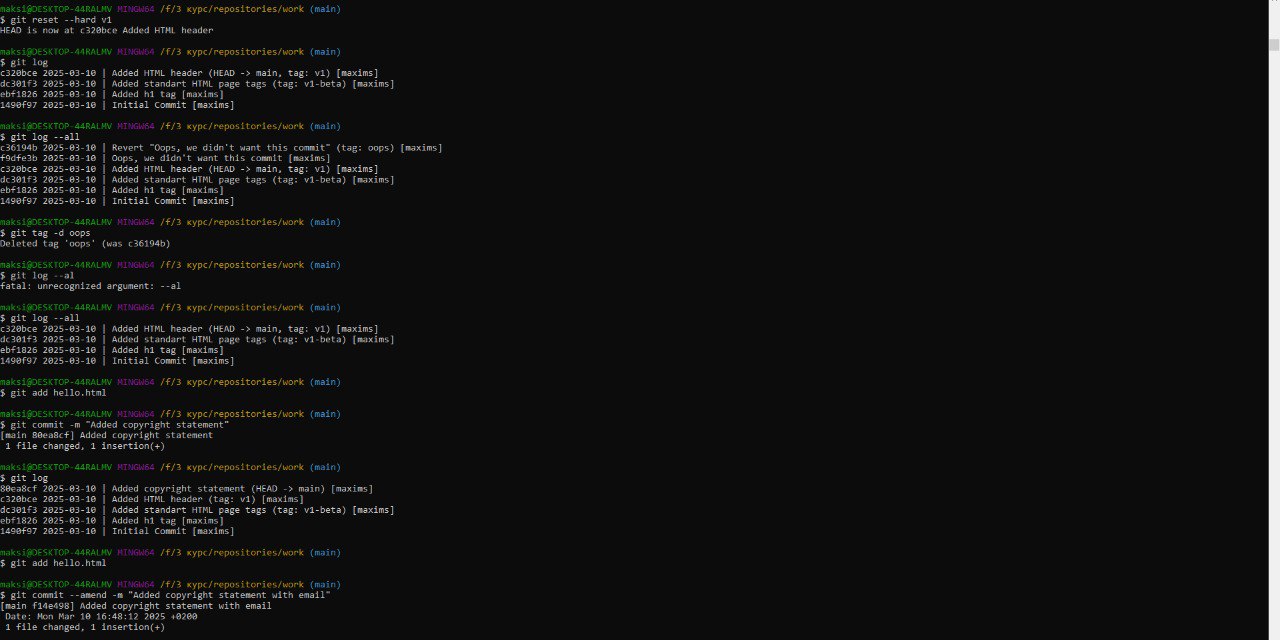 maksi@DESKTOP-44RALMV MINGW64 /f/3 курс/repositories/work (main)
$ git reset --hard v1
HEAD is now at c320bce Added HTML header
maksi@DESKTOP-44RALMV MINGW64 /f/3 курс/repositories/work (main)
$ git log
c320bce 2025-03-10 | Added HTML header (HEAD -> main, tag: v1) [maxims]
dc301f3 2025-03-10 | Added standart HTML page tags (tag: v1-beta) [maxims]
ebf1826 2025-03-10 | Added h1 tag [maxims]
1490f97 2025-03-10 | Initial Commit [maxims]
maksi@DESKTOP-44RALMV MINGW64 /f/3 курс/repositories/work (main)
$ git log --all
c36194b 2025-03-10 | Revert "Oops, we didn't want this commit" (tag: oops) [maxims]
f9dfe3b 2025-03-10 | Oops, we didn't want this commit [maxims]
c320bce 2025-03-10 | Added HTML header (HEAD -> main, tag: v1) [maxims]
dc301f3 2025-03-10 | Added standart HTML page tags (tag: v1-beta) [maxims]
ebf1826 2025-03-10 | Added h1 tag [maxims]
1490f97 2025-03-10 | Initial Commit [maxims]
maksi@DESKTOP-44RALMV MINGW64 /f/3 курс/repositories/work (main)
$ git tag -d oops
Deleted tag 'oops' (was c36194b)
maksi@DESKTOP-44RALMV MINGW64 /f/3 курс/repositories/work (main)
$ git log --al
fatal: unrecognized argument: --al
maksi@DESKTOP-44RALMV MINGW64 /f/3 курс/repositories/work (main)
$ git log --all
c320bce 2025-03-10 | Added HTML header (HEAD -> main, tag: v1) [maxims]
dc301f3 2025-03-10 | Added standart HTML page tags (tag: v1-beta) [maxims]
ebf1826 2025-03-10 | Added h1 tag [maxims]
1490f97 2025-03-10 | Initial Commit [maxims]
maksi@DESKTOP-44RALMV MINGW64 /f/3 курс/repositories/work (main)
$ git add hello.html
maksi@DESKTOP-44RALMV MINGW64 /f/3 курс/repositories/work (main)
$ git commit -m "Added copyright statement"
[main 80ea8cf] Added copyright statement
 1 file changed, 1 insertion(+)
maksi@DESKTOP-44RALMV MINGW64 /f/3 курс/repositories/work (main)
$ git log
80ea8cf 2025-03-10 | Added copyright statement (HEAD -> main) [maxims]
c320bce 2025-03-10 | Added HTML header (tag: v1) [maxims]
dc301f3 2025-03-10 | Added standart HTML page tags (tag: v1-beta) [maxims]
ebf1826 2025-03-10 | Added h1 tag [maxims]
1490f97 2025-03-10 | Initial Commit [maxims]
maksi@DESKTOP-44RALMV MINGW64 /f/3 курс/repositories/work (main)
$ git add hello.html
maksi@DESKTOP-44RALMV MINGW64 /f/3 курс/repositories/work (main)
$ git commit --amend -m "Added copyright statement with email"
[main f14e498] Added copyright statement with email
 Date: Mon Mar 10 16:48:12 2025 +0200
 1 file changed, 1 insertion(+)